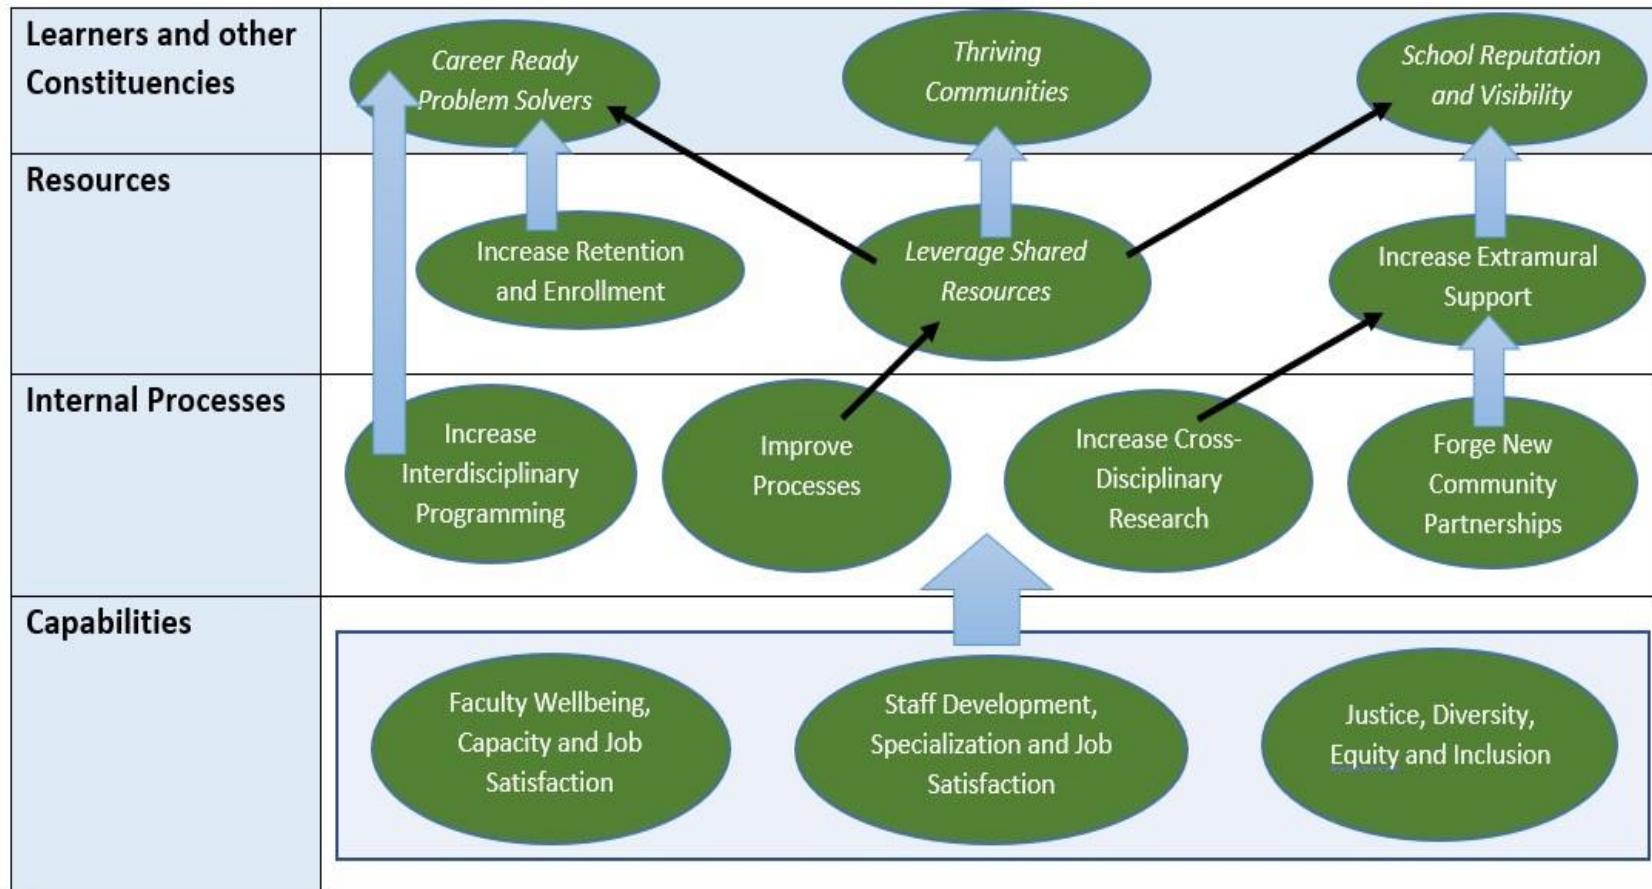 Learners and other
Constituencies
Career Ready
Problem Solvers
Thriving
Communities
School Reputation
and Visibility
Resources
Increase Retention
and Enrollment
Leverage Shared
Resources
Increase Extramural
Support
Internal Processes
Increase
Interdisciplinary
Programming
Improve
Processes
Increase Cross-
Disciplinary
Research
Forge New
Community
Partnerships
Capabilities
Faculty Wellbeing,
Capacity and Job
Satisfaction
Staff Development,
Specialization and Job
Satisfaction
Justice, Diversity,
Equity and Inclusion